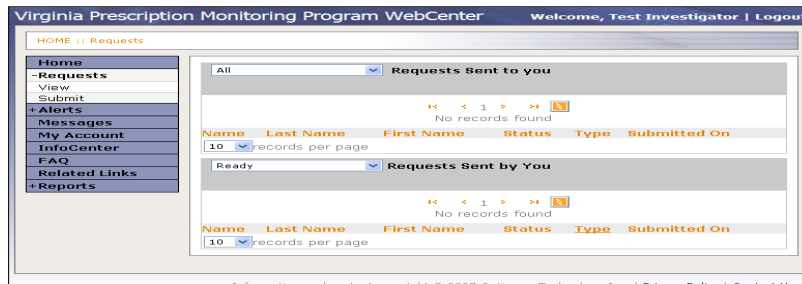 Virginia Prescription Monitoring Program WebCenter Welcome, Test Investigator | Logout
HOME :: Requests
Home
-Requests
View
Submit
+Alerts
Messages
My Account
InfoCenter
FAQ
Related Links
+Reports
All Requests Sent to you
1
No records found
Name Last Name First Name Status Type Submitted On
10 records per page
Ready Requests Sent by You
1
No records found
Name Last Name First Name Status Type Submitted On
10 records per page